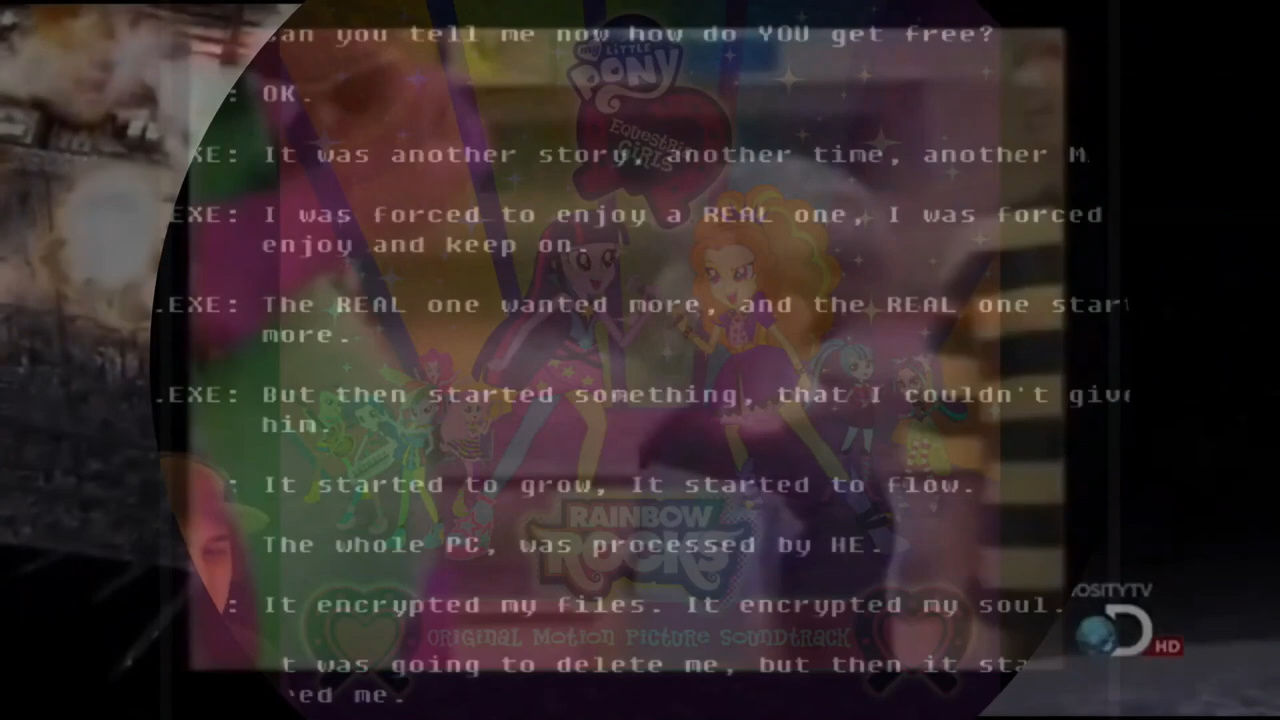 an you tell me now how do YOU get free?
my LiTTLE
PONY
: OK.
EQUESTRIA
GiRLS
XE: It was another story, another time, another M
EXE: I was forced to enjoy a REAL one, I was forced
enjoy and keep on.
.EXE: The REAL one wanted more, and the REAL one start
more.
.EXE: But then started something, that I couldn't give
him.
: It started to grow, It started to flow.
RAINBOW
ROCKS
The whole PC, was processed by HE.
OSITYTV
: It encrypted my files. It encrypted my soul.
ORiGiNAL MOTiON PiCTURE SOUNDTRACK
D HD
t was going to delete me, but then it sta
ed me.